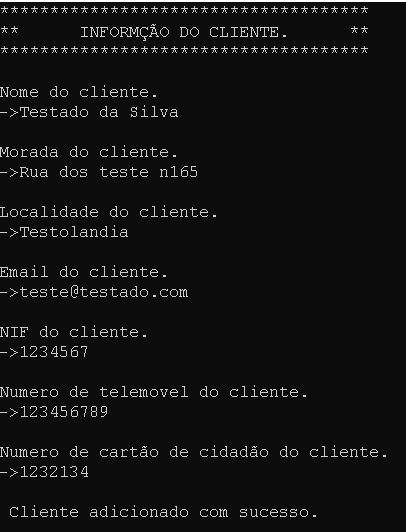 *************************************
**      INFORMÇÃO DO CLIENTE.      **
*************************************
Nome do cliente.
->Testado da Silva
Morada do cliente.
->Rua dos teste n165
Localidade do cliente.
->Testolandia
Email do cliente.
->teste@testado.com
NIF do cliente.
->1234567
Numero de telemovel do cliente.
->123456789
Numero de cartão de cidadão do cliente.
->1232134
Cliente adicionado com sucesso.